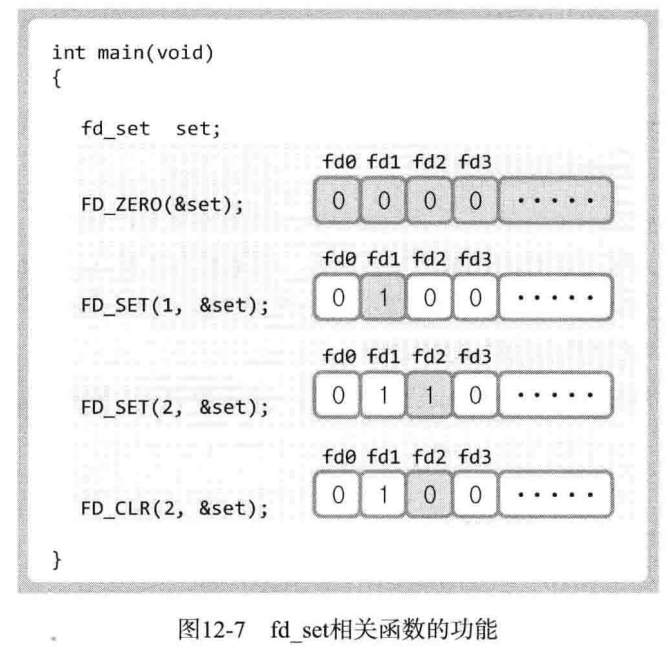 int main(void)
{
fd_set set;
fd0 fd1 fd2 fd3
FD_ZERO(&set); 0 0 0 0 ·····
fd0 fd1 fd2 fd3
FD_SET(1, &set); 0 1 0 0 ·····
fd0 fd1 fd2 fd3
FD_SET(2, &set); 0 1 1 0 ·····
fd0 fd1 fd2 fd3
FD_CLR(2, &set); 0 1 0 0 ·····
}
图12-7 fd_set相关函数的功能